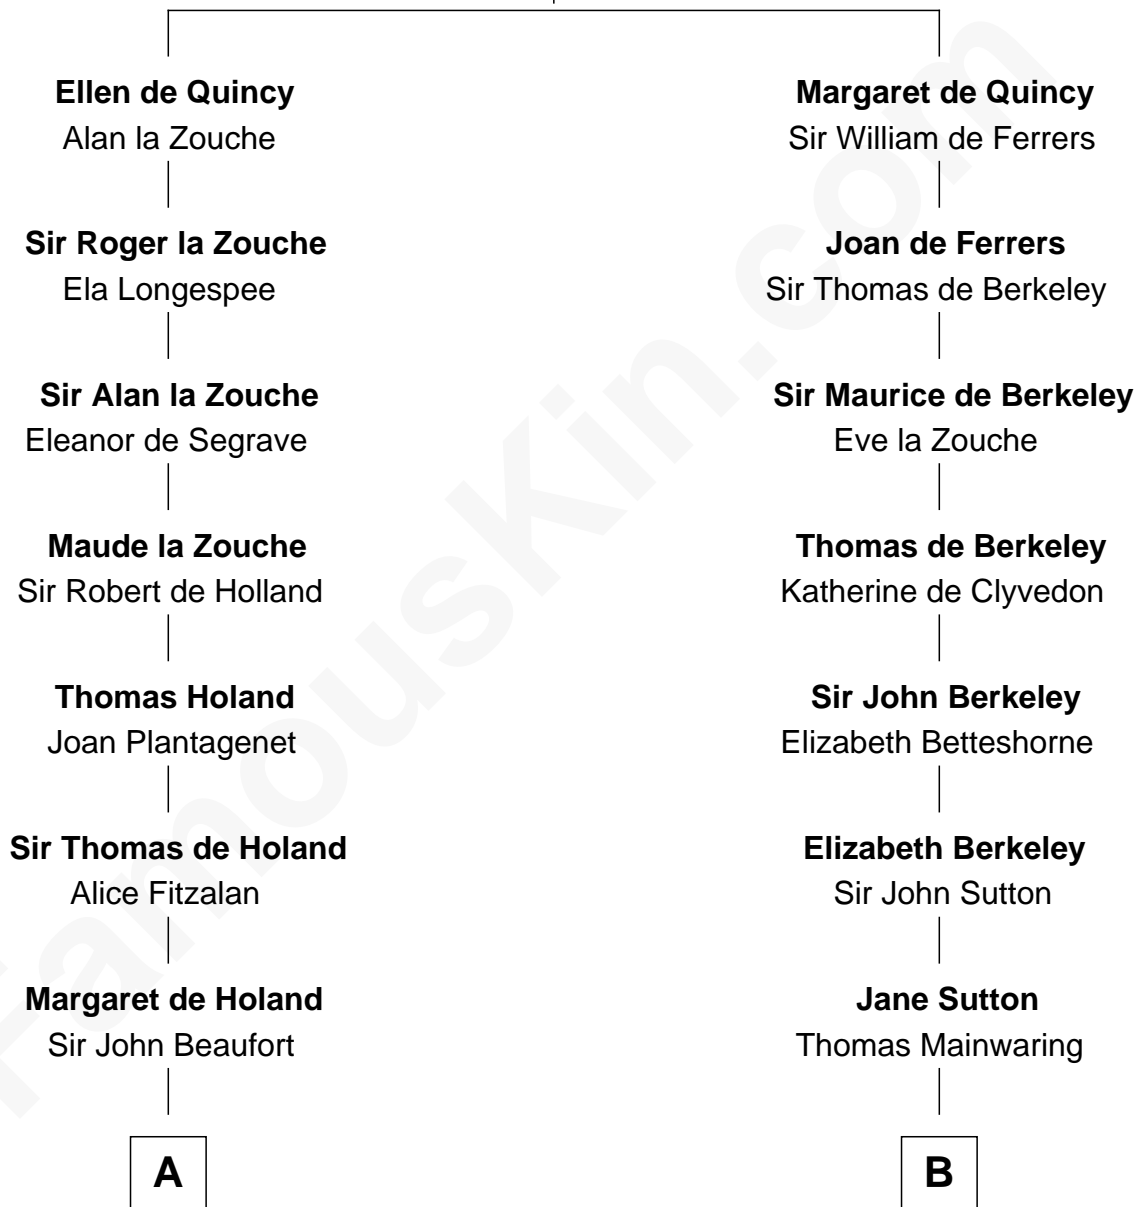 Ellen de Quincy
Alan la Zouche
Sir Roger la Zouche
Ela Longespee
Sir Alan la Zouche
Eleanor de Segrave
Maude la Zouche
Sir Robert de Holland
Thomas Holand
Joan Plantagenet
Sir Thomas de Holand
Alice Fitzalan
Margaret de Holand
Sir John Beaufort
A
Margaret de Quincy
Sir William de Ferrers
Joan de Ferrers
Sir Thomas de Berkeley
Sir Maurice de Berkeley
Eve la Zouche
Thomas de Berkeley
Katherine de Clyvedon
Sir John Berkeley
Elizabeth Betteshorne
Elizabeth Berkeley
Sir John Sutton
Jane Sutton
Thomas Mainwaring
B
FamousKin.com